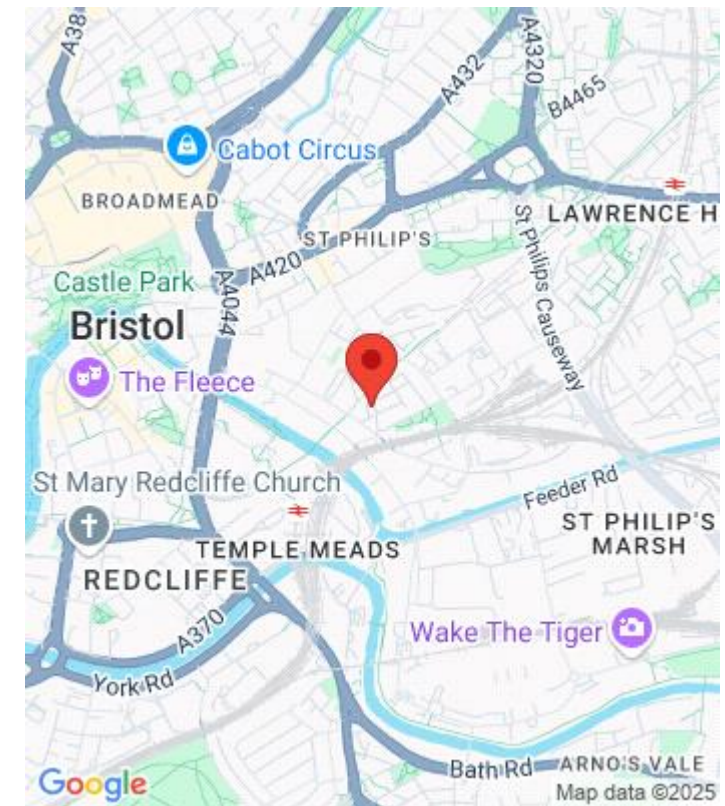 A38
A432
A4320
B4465
Cabot Circus
BROADMEAD
LAWRENCE H
ST PHILIP'S
St Philips Causeway
A420
Castle Park
A4044
Bristol
The Fleece
St Mary Redcliffe Church
Feeder Rd
ST PHILIP'S
MARSH
TEMPLE MEADS
REDCLIFFE
A370
Wake The Tiger
York Rd
Bath Rd
ARNO'S VALE
Google
Map data ©2025